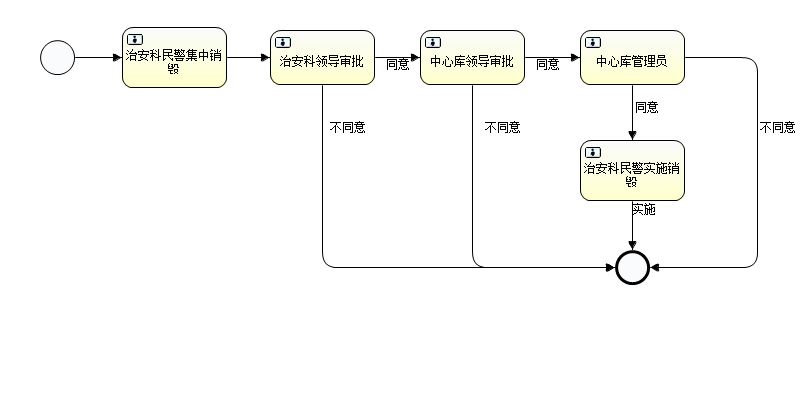 治安科民警集中销
毁
治安科领导审批
同意
中心库领导审批
同意
中心库管理员
同意
不同意
不同意
不同意
治安科民警实施销
毁
实施